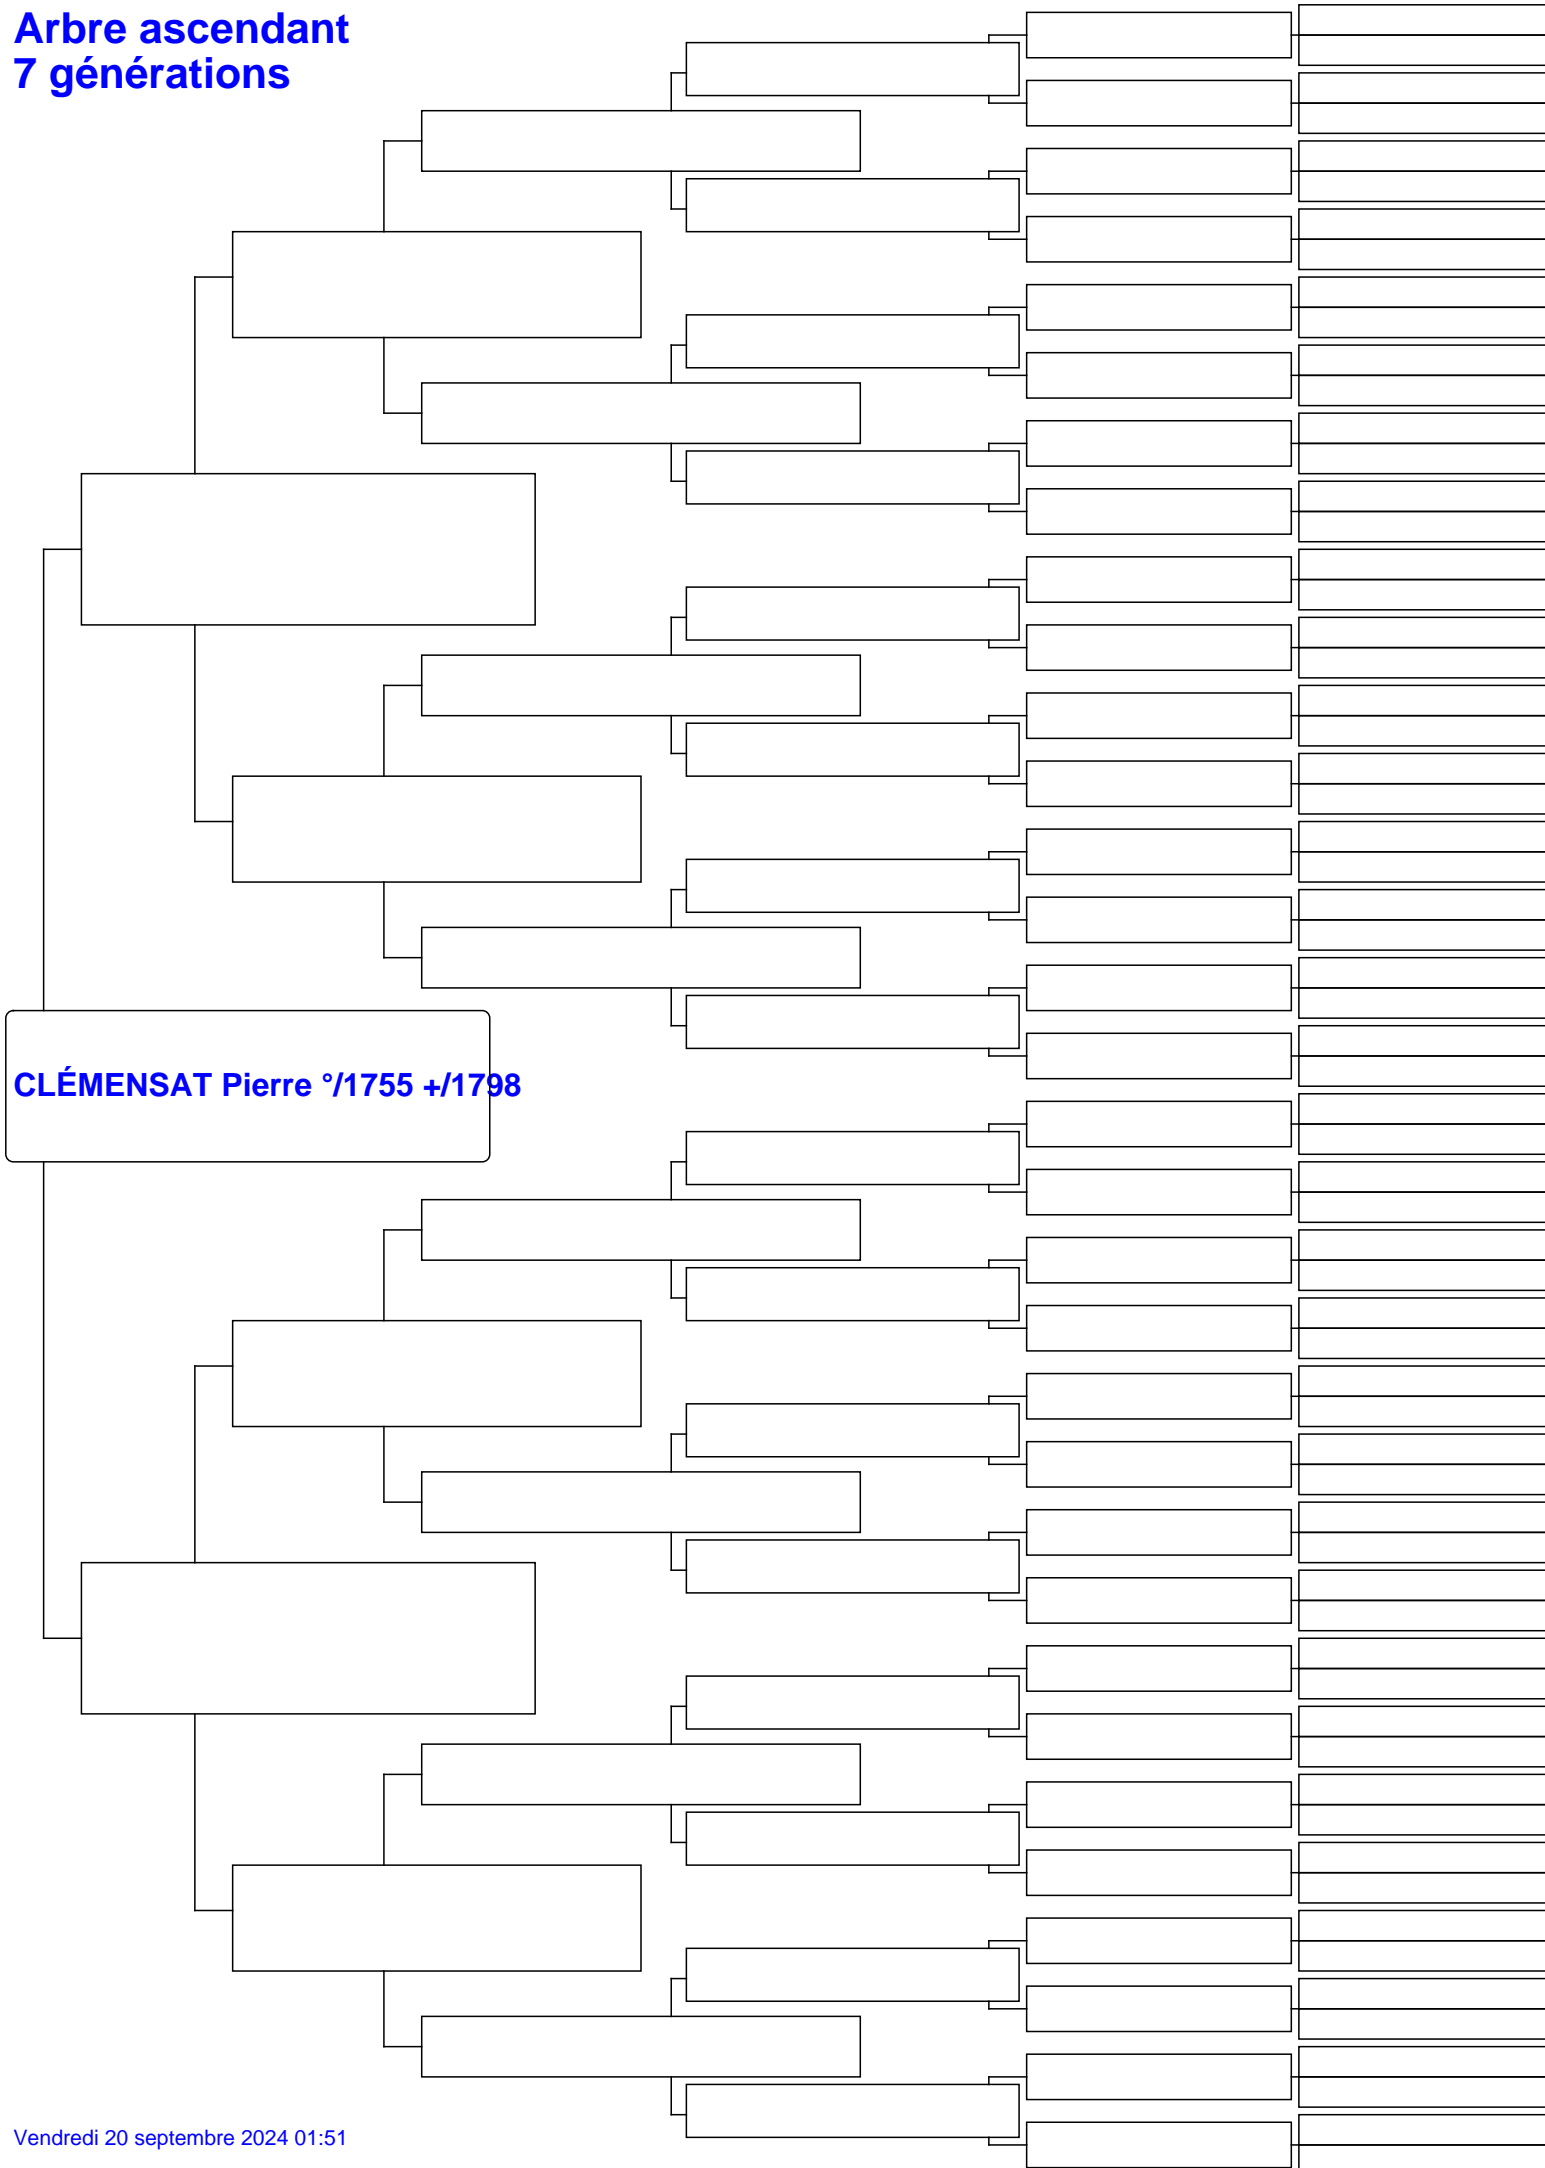 Arbre ascendant
7 générations
CLÉMENSAT Pierre °/1755 +/1798
Vendredi 20 septembre 2024 01:51